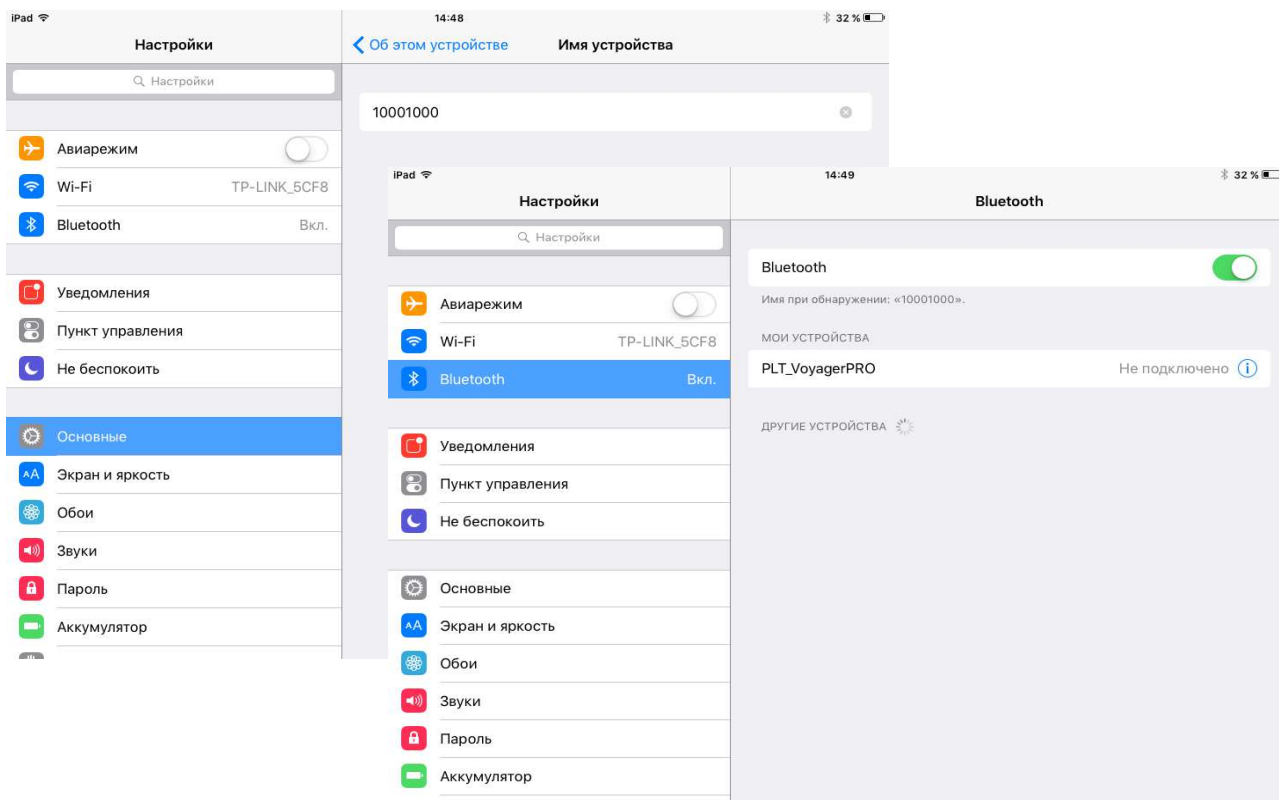 iPad 14:48 32 %
Настройки
Об этом устройстве Имя устройства
Настройки
10001000
Авиарежим
Wi-Fi TP-LINK_5CF8
Bluetooth Вкл.
Уведомления
Пункт управления
Не беспокоить
Основные
Экран и яркость
Обои
Звуки
Пароль
Аккумулятор
iPad 14:49 32 %
Настройки
Bluetooth
Настройки
Авиарежим
Wi-Fi TP-LINK_5CF8
Bluetooth Вкл.
Уведомления
Пункт управления
Не беспокоить
Основные
Экран и яркость
Обои
Звуки
Пароль
Аккумулятор
Bluetooth
Имя при обнаружении: «10001000».
МОИ УСТРОЙСТВА
PLT_VoyagerPRO Не подключено
ДРУГИЕ УСТРОЙСТВА